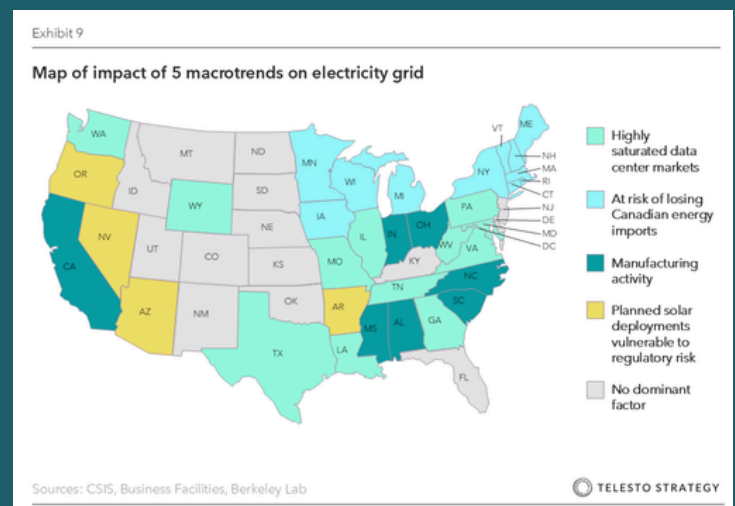 Exhibit 9
Map of impact of 5 macrotrends on electricity grid
WA
MT
ND
MN
VT
ME
OR
ID
SD
WI
NY
NH
MA
RI
CT
WY
MI
IA
PA
NJ
DE
MD
DC
NV
NE
IL
IN
OH
UT
CO
KS
MO
KY
WV
VA
CA
TN
NC
AZ
NM
OK
AR
SC
MS
AL
GA
TX
LA
FL
Highly
saturated data
center markets
At risk of losing
Canadian energy
imports
Manufacturing
activity
Planned solar
deployments
vulnerable to
regulatory risk
No dominant
factor
Sources: CSIS, Business Facilities, Berkeley Lab
TELESTO STRATEGY